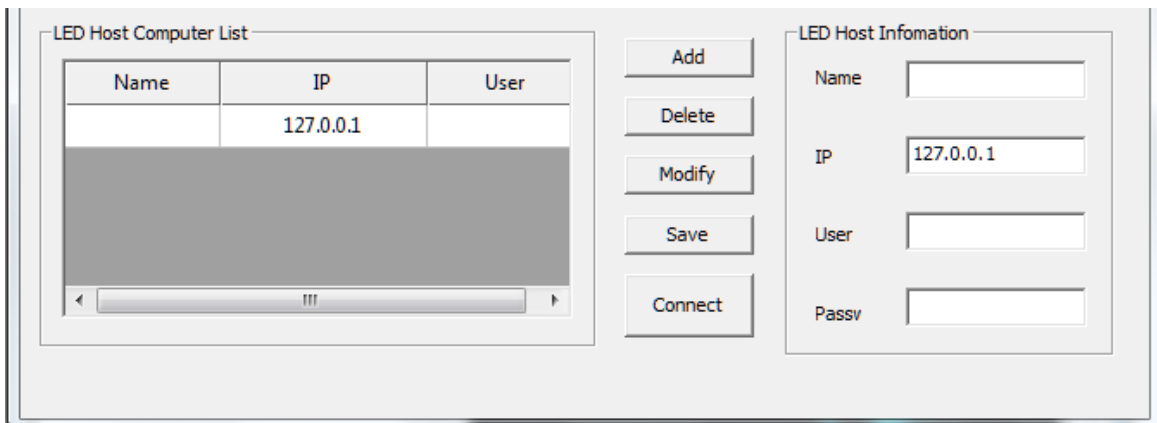 LED Host Computer List
Name IP User
127.0.0.1
Add
Delete
Modify
Save
Connect
LED Host Infomation
Name
IP 127.0.0.1
User
Passv